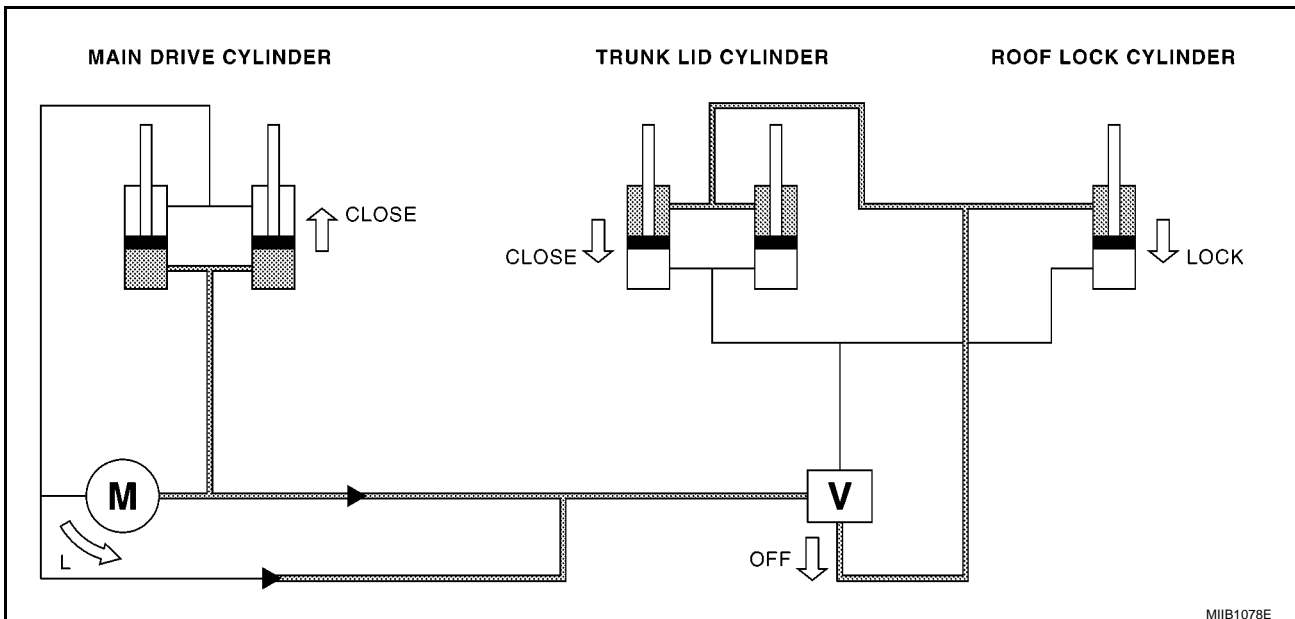 MAIN DRIVE CYLINDER
TRUNK LID CYLINDER
ROOF LOCK CYLINDER
CLOSE
CLOSE
LOCK
M
V
L
OFF
MIIB1078E